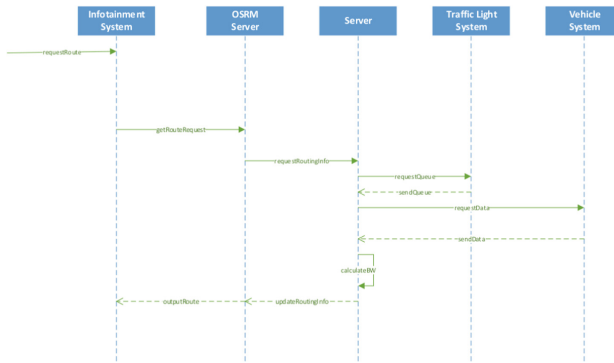 Infotainment
System
OSRM
Server
Server
Traffic Light
System
Vehicle
System
requestRoute
getRouteRequest
requestRoutingInfo
requestQueue
sendQueue
requestData
sendData
calculateBW
outputRoute
updateRoutingInfo